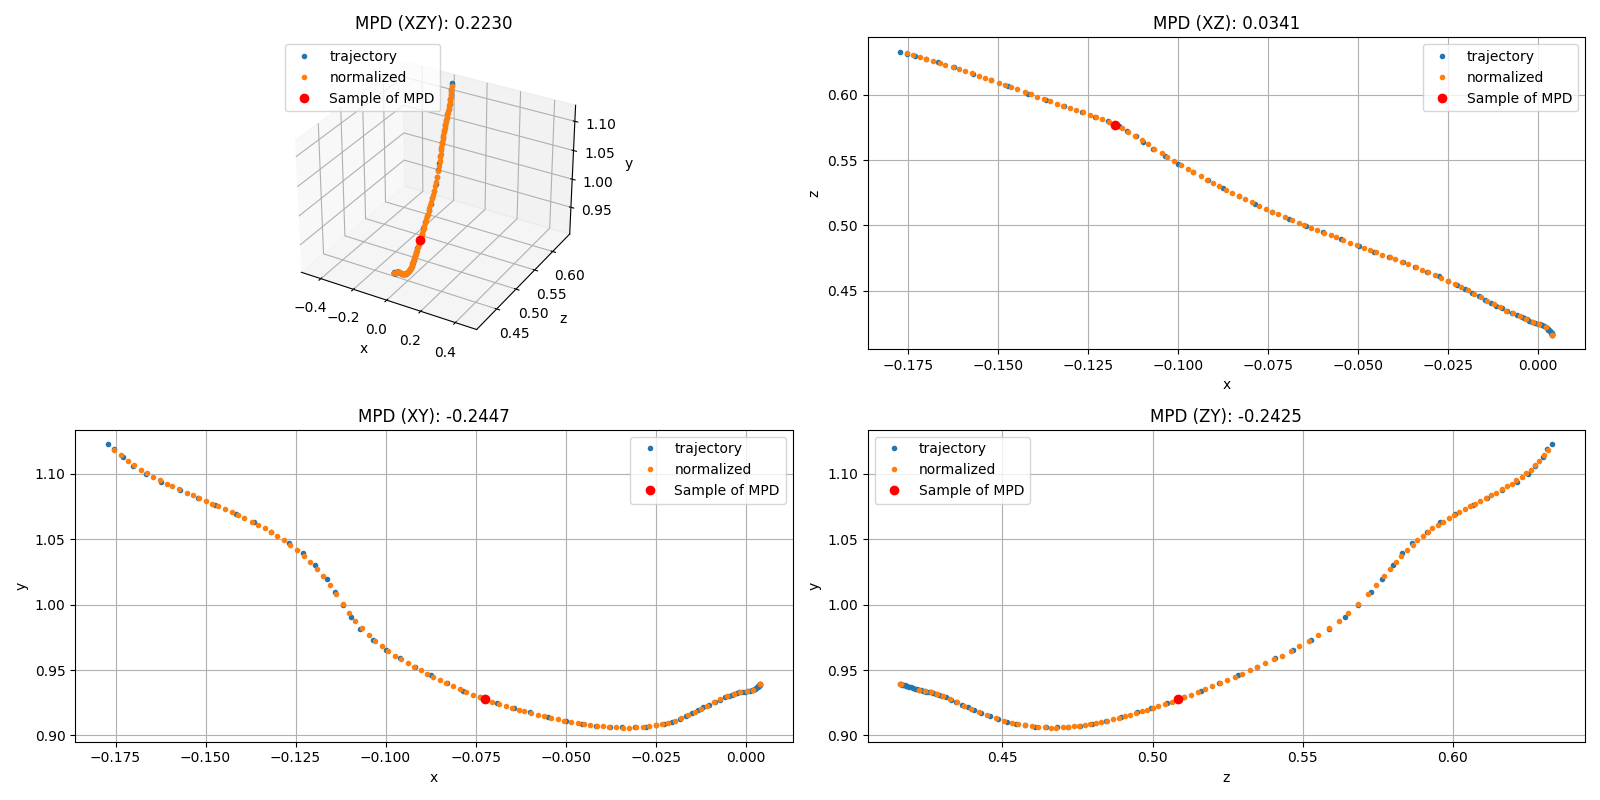 MPD (XZY): 0.2230
trajectory
normalized
Sample of MPD
1.10
1.05
1.00
0.95
y
−0.4
−0.2
0.0
0.2
0.4
x
0.45
0.50
0.55
0.60
z
MPD (XZ): 0.0341
trajectory
normalized
Sample of MPD
0.60
0.55
0.50
0.45
z
−0.175 −0.150 −0.125 −0.100 −0.075 −0.050 −0.025 0.000
x
MPD (XY): -0.2447
trajectory
normalized
Sample of MPD
1.10
1.05
1.00
0.95
0.90
y
−0.175 −0.150 −0.125 −0.100 −0.075 −0.050 −0.025 0.000
x
MPD (ZY): -0.2425
trajectory
normalized
Sample of MPD
1.10
1.05
1.00
0.95
0.90
y
0.45 0.50 0.55 0.60
z